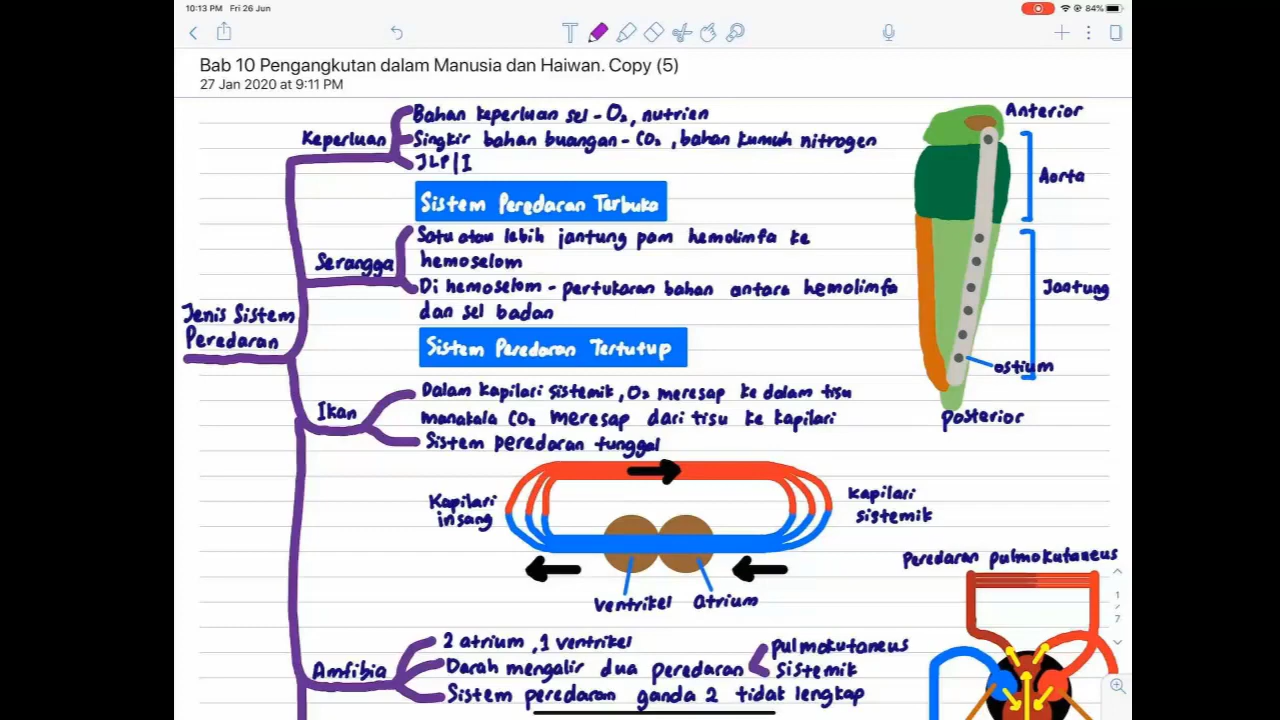 10:13 PM Fri 26 Jun
84%
Bab 10 Pengangkutan dalam Manusia dan Haiwan. Copy (5)
27 Jan 2020 at 9:11 PM
Jenis Sistem
Peredaran
Keperluan
Bahan keperluan sel - O₂, nutrien
Singkir bahan buangan - CO₂, bahan kumuh nitrogen
JLP/I
Sistem Peredaran Terbuka
Serangga
Satu atau lebih jantung pam hemolimfa ke
hemoselom
Di hemoselom - pertukaran bahan antara hemolimfa
dan sel badan
Anterior
Aorta
Jantung
ostium
Posterior
Sistem Peredaran Tertutup
Ikan
Dalam kapilari sistemik, O₂ meresap ke dalam tisu
manakala CO₂ meresap dari tisu ke kapilari
Sistem peredaran tunggal
Kapilari
insang
kapilari
sistemik
ventrikel
atrium
Peredaran pulmokutaneus
Amfibia
2 atrium, 1 ventrikel
Darah mengalir dua peredaran
pulmokutaneus
sistemik
Sistem peredaran ganda 2 tidak lengkap
1
/
7